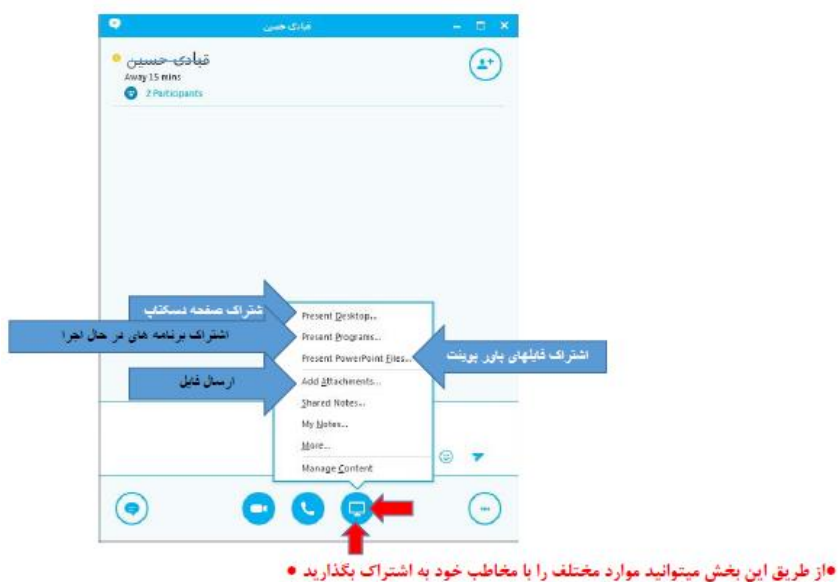 قبادی حسین
قبادی حسین
Away 15 mins
2 Participants
شتراک صفحه دسکتاپ
Present Desktop...
اشتراک برنامه های در حال اجرا
Present Programs...
Present PowerPoint Files...
اشتراک فایلهای پاور پوینت
ارسال فایل
Add Attachments...
Shared Notes...
My Notes...
More...
Manage Content
•از طریق این بخش میتوانید موارد مختلف را با مخاطب خود به اشتراک بگذارید •